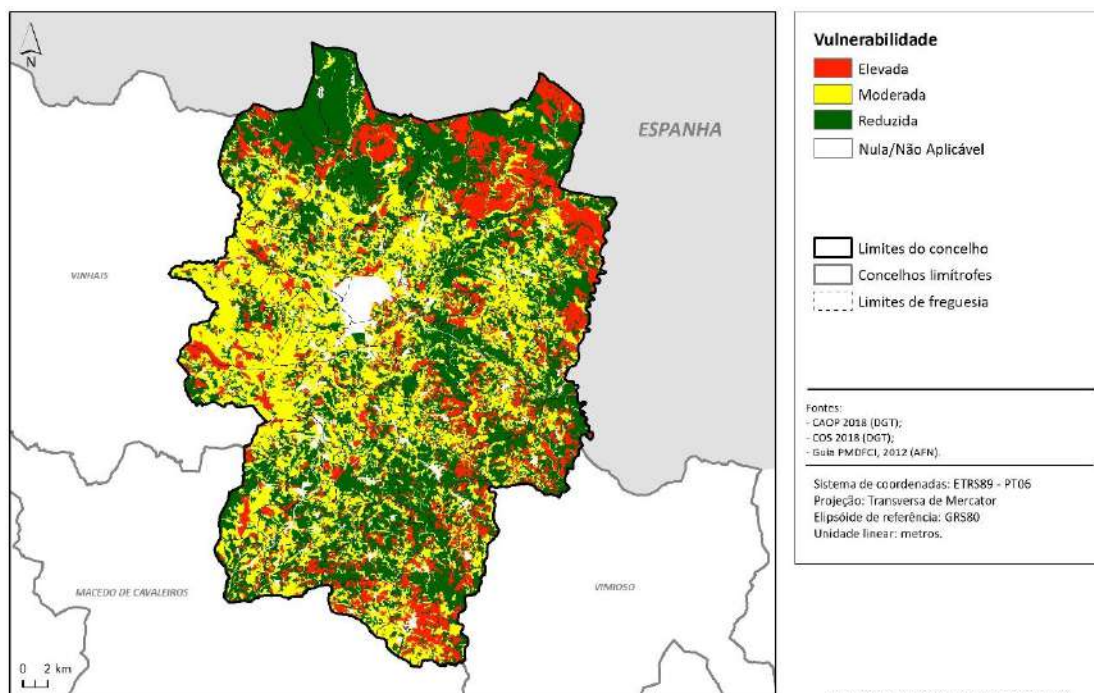 N
ESPANHA
VINHAIS
MACEDO DE CAVALEIROS
VIMIOSO
0 2 km
Vulnerabilidade
Elevada
Moderada
Reduzida
Nula/Não Aplicável
Limites do concelho
Concelhos limítrofes
Limites de freguesia
Fontes:
- CAOP 2018 (DGT);
- COS 2018 (DGT);
- Guia PMDFCI, 2012 (AFN).
Sistema de coordenadas: ETRS89 - PT06
Projeção: Transversa de Mercator
Elipsóide de referência: GRS80
Unidade linear: metros.